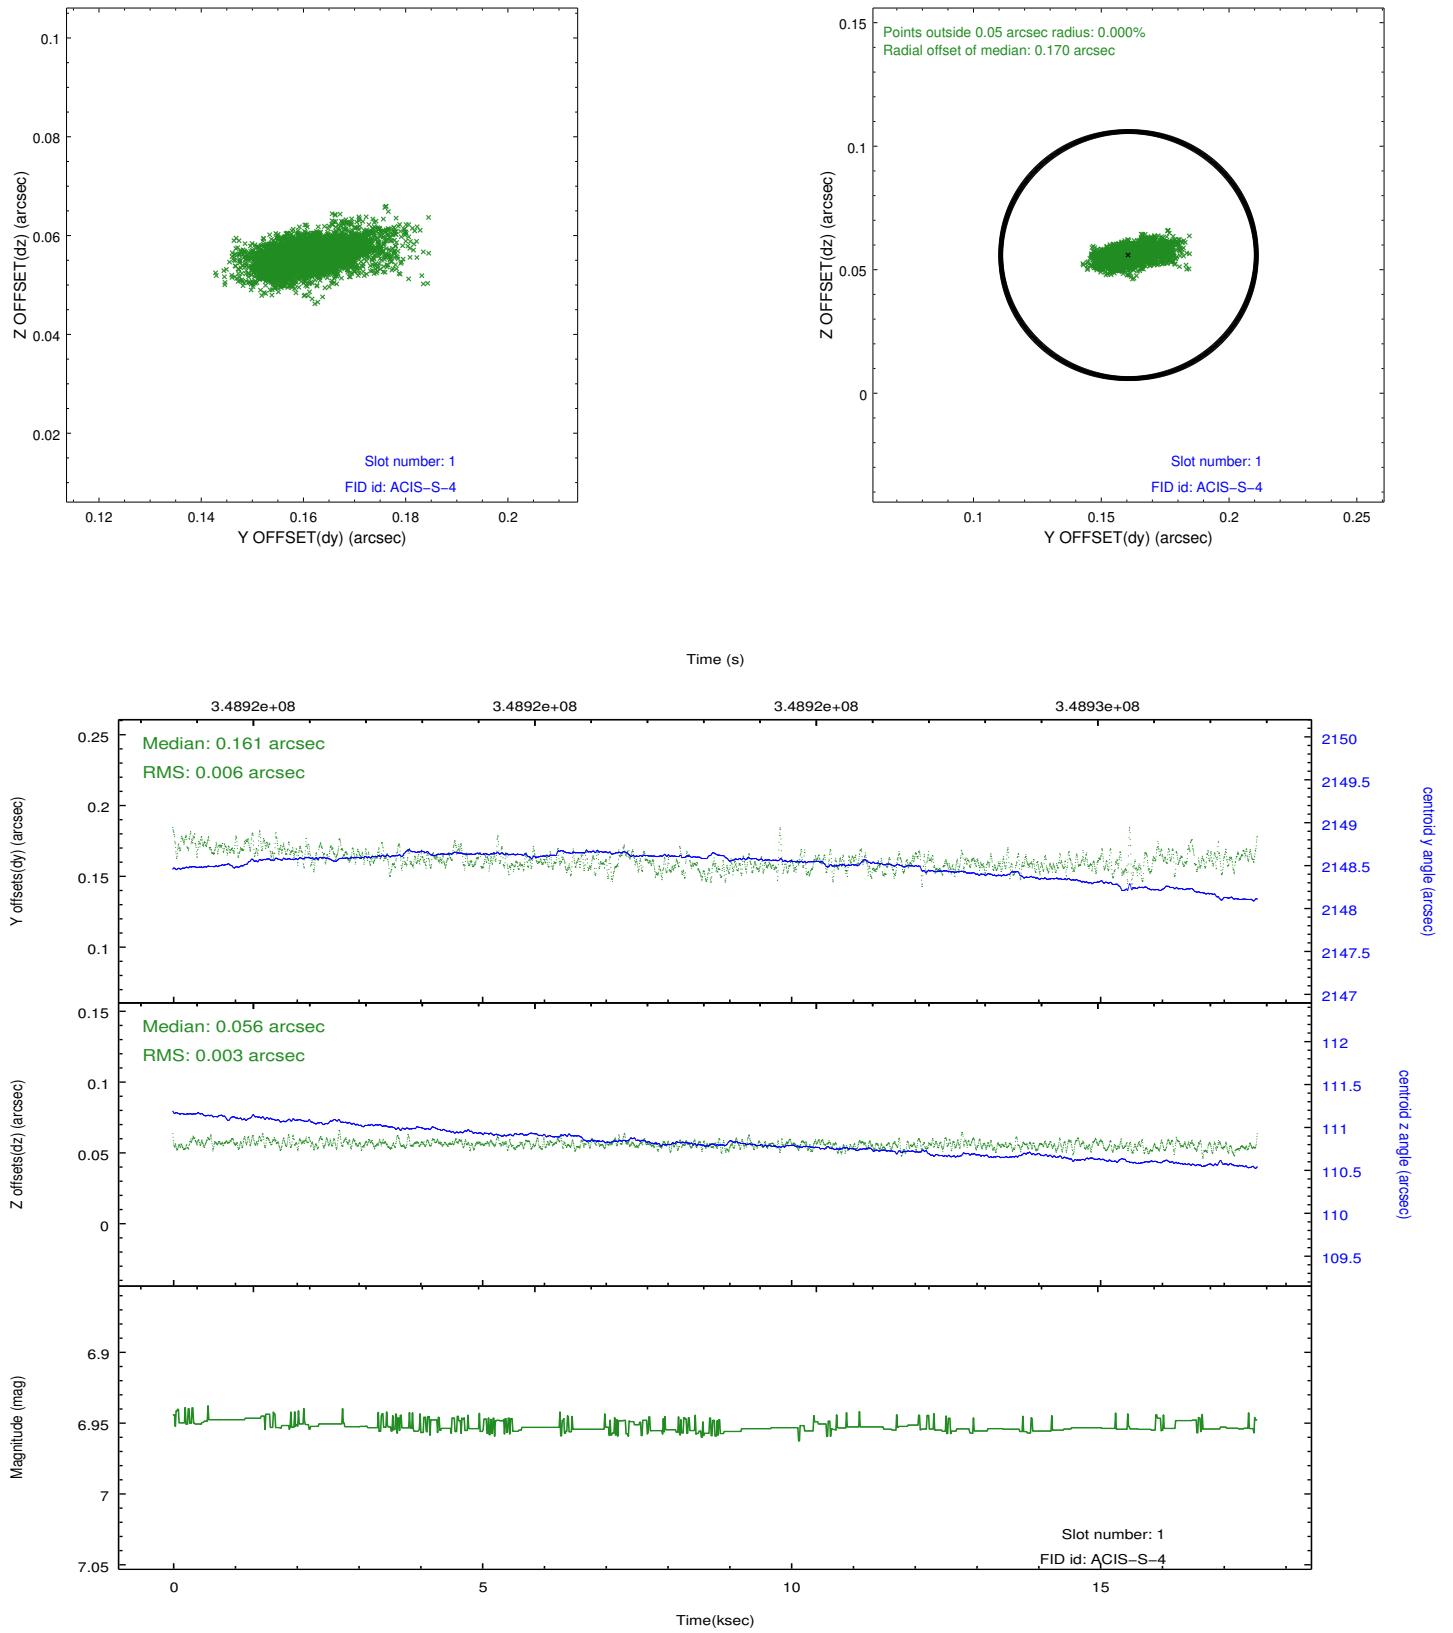 0.1
0.08
0.06
0.04
0.02
Z OFFSET(dz) (arcsec)
Slot number: 1
FID id: ACIS−S−4
0.12 0.14 0.16 0.18 0.2
Y OFFSET(dy) (arcsec)
Points outside 0.05 arcsec radius: 0.000%
Radial offset of median: 0.170 arcsec
0.15
0.1
0.05
0
Z OFFSET(dz) (arcsec)
Slot number: 1
FID id: ACIS−S−4
0.1 0.15 0.2 0.25
Y OFFSET(dy) (arcsec)
Time (s)
3.4892e+08 3.4892e+08 3.4892e+08 3.4893e+08
Median: 0.161 arcsec
RMS: 0.006 arcsec
0.25
0.2
0.15
0.1
Y offsets(dy) (arcsec)
2150
2149.5
2149
2148.5
2148
2147.5
2147
centroid y angle (arcsec)
Median: 0.056 arcsec
RMS: 0.003 arcsec
0.15
0.1
0.05
0
Z offsets(dz) (arcsec)
112
111.5
111
110.5
110
109.5
centroid z angle (arcsec)
6.9
6.95
7
7.05
Magnitude (mag)
Slot number: 1
FID id: ACIS−S−4
0 5 10 15
Time(ksec)